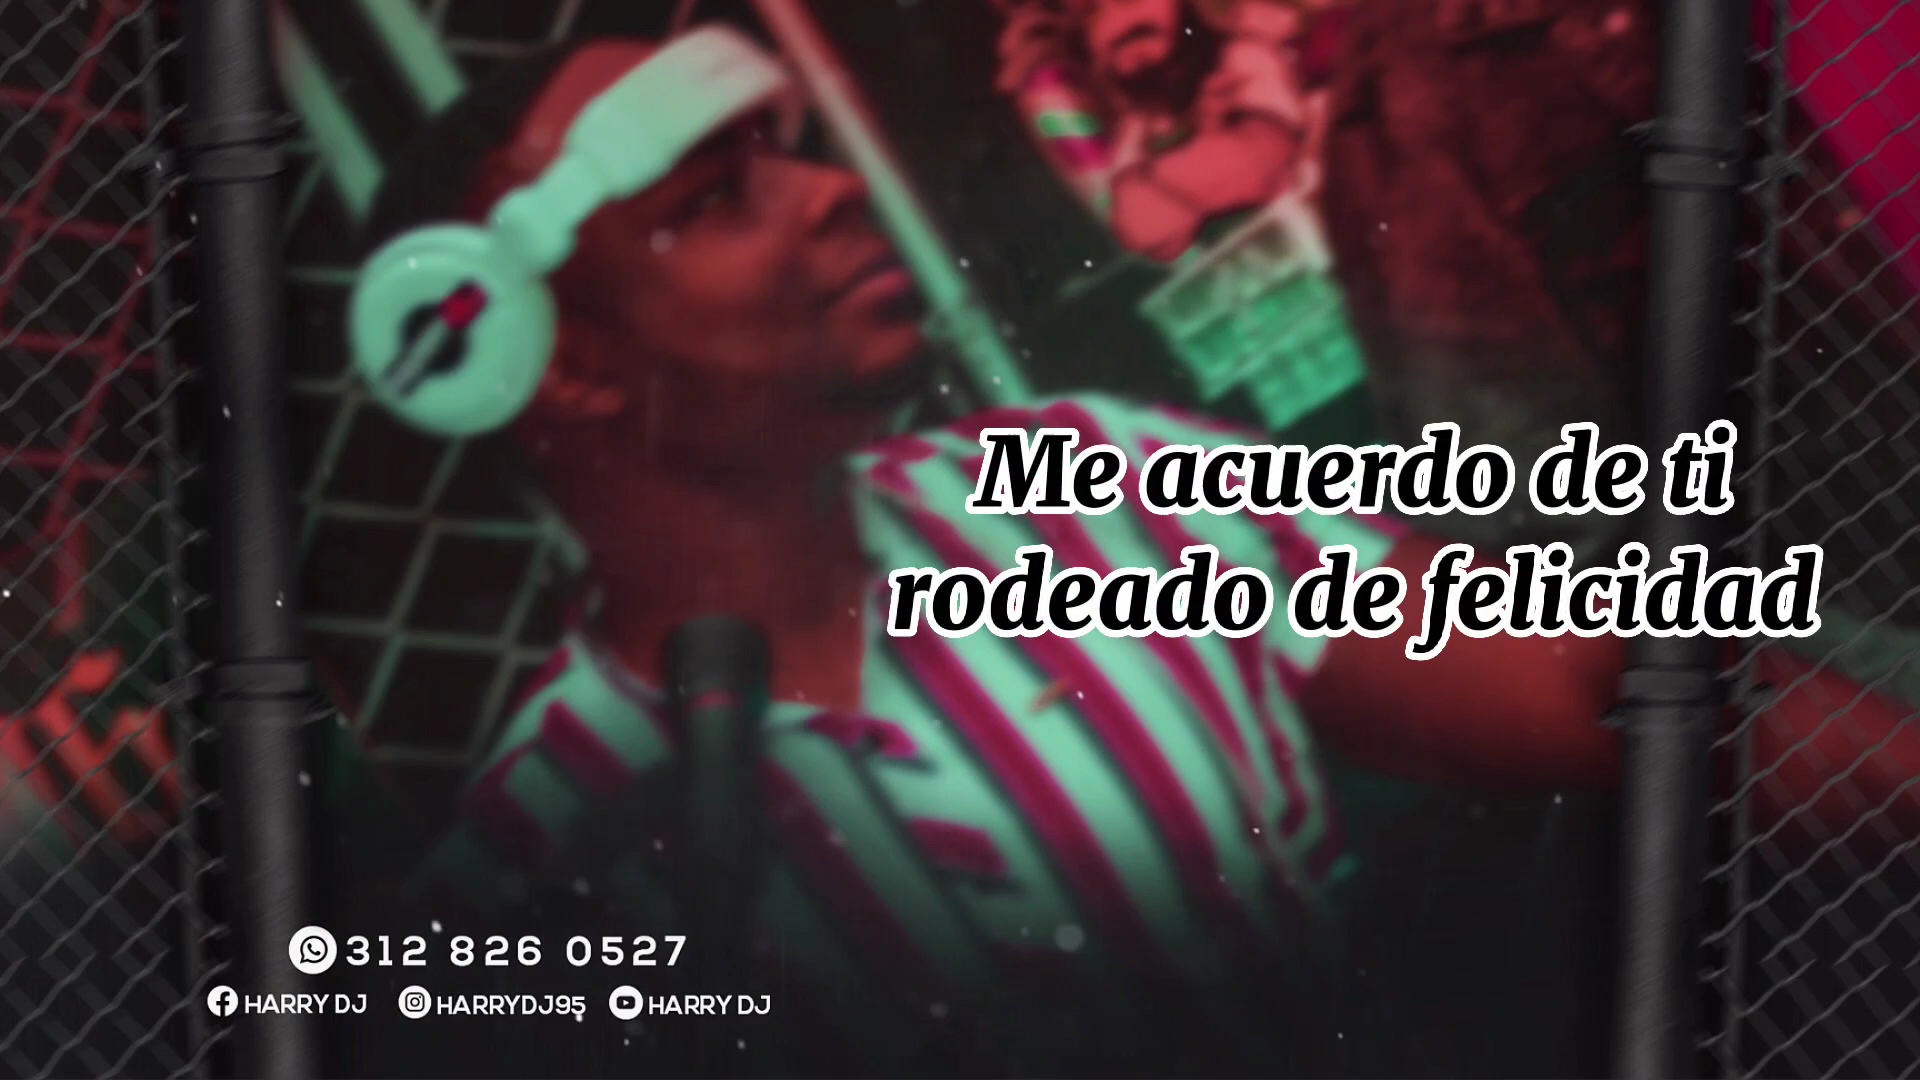 Me acuerdo de ti
rodeado de felicidad
312 826 0527
HARRY DJ HARRYDJ95 HARRY DJ